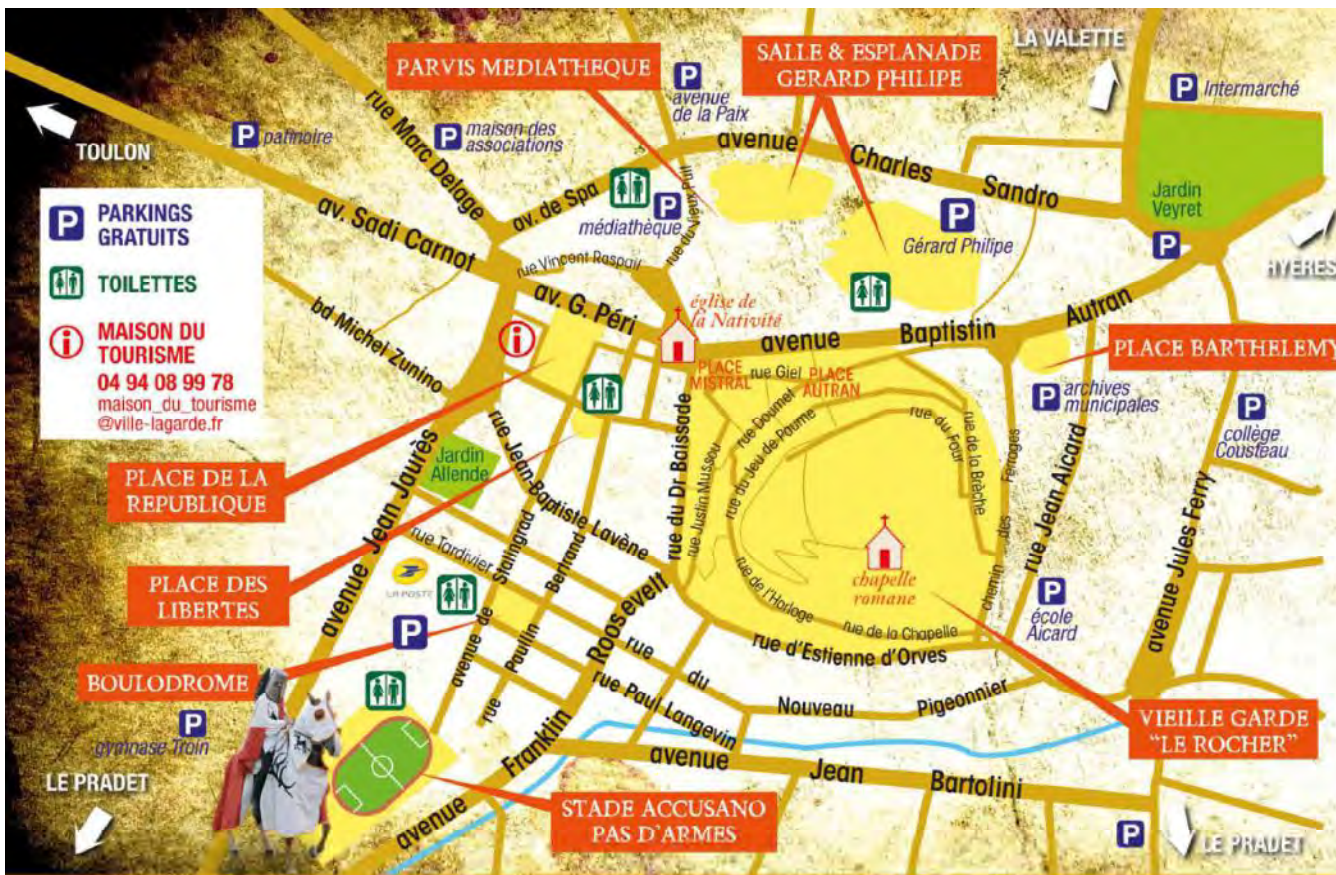 PARVIS MEDIATHEQUE
SALLE & ESPLANADE
GERARD PHILIPE
LA VALETTE
P Intermarché
P
avenue
de la Paix
rue Marc Delage
P patinoire
P maison des
associations
TOULON
avenue Charles Sandro
Jardin
Veyret
P
HYERES
P PARKINGS
GRATUITS
TOILETTES
i MAISON DU
TOURISME
04 94 08 99 78
maison_du_tourisme
@ville-lagarde.fr
av. Sadi Carnot
av. de Spa
P
médiathèque
rue du Vieux Puit
P
Gérard Philipe
rue Vincent Raspail
av. G. Péri
église de
la Nativité
avenue Baptistin Autran
PLACE BARTHELEMY
bd Michel Zunino
i
PLACE
MISTRAL
rue Giel
PLACE
AUTRAN
P archives
municipales
P
collège
Cousteau
rue Doumet
rue du Jeu de Paume
rue du Four
rue de la Brèche
chemin des Ferrages
rue Jean Aicard
rue du Dr Baissade
rue Justin Mussou
PLACE DE LA
REPUBLIQUE
Jardin
Allende
rue Jean-Baptiste Lavène
avenue Jean Jaurès
rue Tardivier
avenue de Stalingrad
rue Paullin Bertrand
PLACE DES
LIBERTES
LA POSTE
P
chapelle
romane
rue de l'Horloge
rue de la Chapelle
P
école
Aicard
avenue Jules Ferry
rue d'Estienne d'Orves
BOULODROME
avenue Franklin Roosevelt
rue du Nouveau Pigeonnier
rue Paul Langevin
VIEILLE GARDE
"LE ROCHER"
P
gymnase Troin
avenue Jean Bartolini
LE PRADET
STADE ACCUSANO
PAS D'ARMES
P
LE PRADET